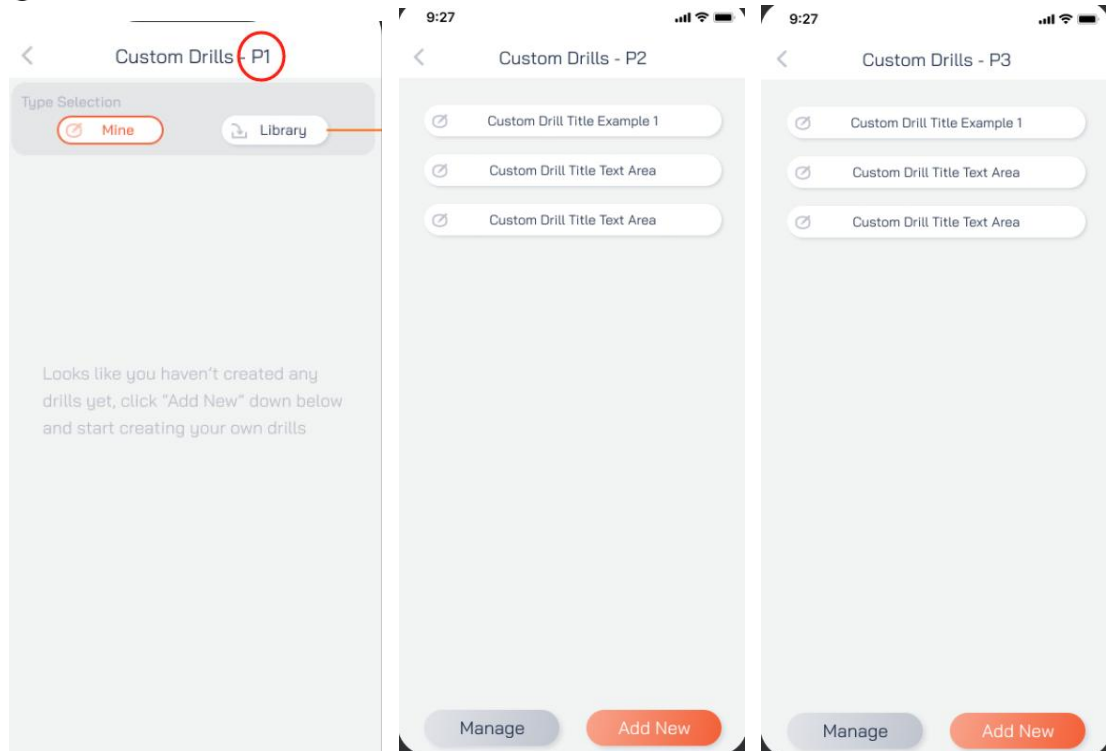 Custom Drills - P1
Type Selection
Mine
Library
Looks like you haven't created any
drills yet, click "Add New" down below
and start creating your own drills
9:27
Custom Drills - P2
Custom Drill Title Example 1
Custom Drill Title Text Area
Custom Drill Title Text Area
Manage
Add New
9:27
Custom Drills - P3
Custom Drill Title Example 1
Custom Drill Title Text Area
Custom Drill Title Text Area
Manage
Add New